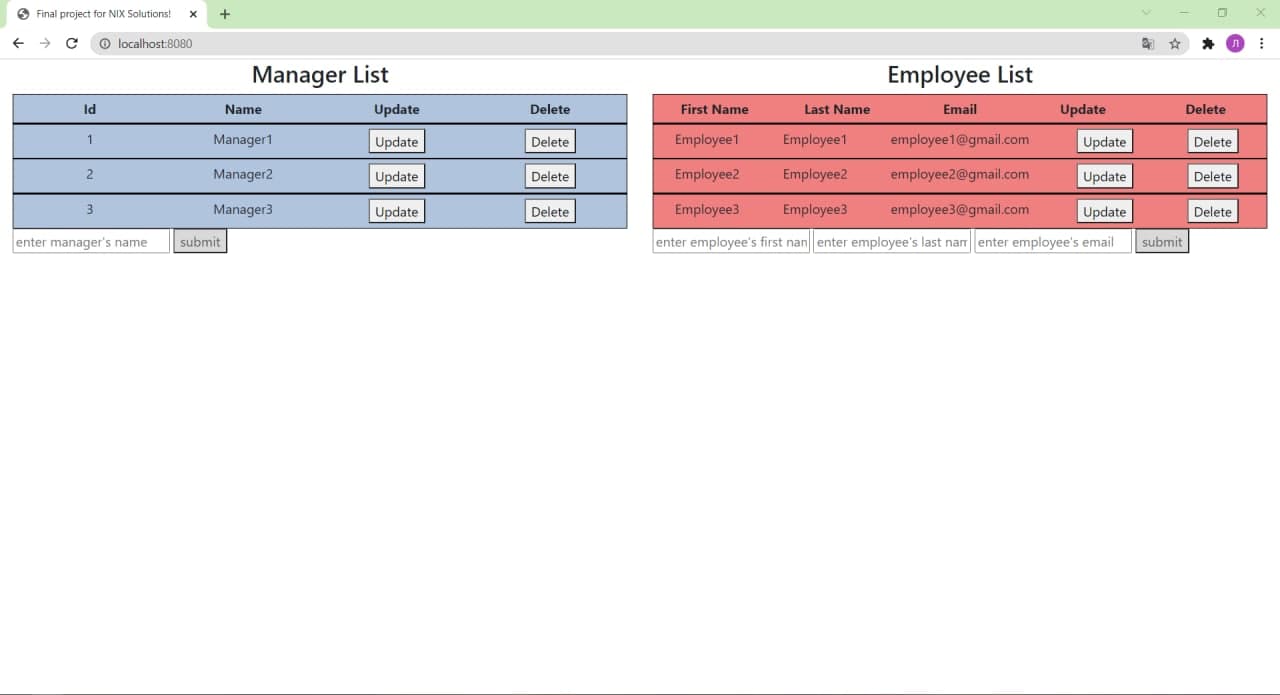 Final project for NIX Solutions!
localhost:8080
Л
Manager List
Id Name Update Delete
1 Manager1 Update Delete
2 Manager2 Update Delete
3 Manager3 Update Delete
enter manager's name submit
Employee List
First Name Last Name Email Update Delete
Employee1 Employee1 employee1@gmail.com Update Delete
Employee2 Employee2 employee2@gmail.com Update Delete
Employee3 Employee3 employee3@gmail.com Update Delete
enter employee's first nan enter employee's last nan enter employee's email submit